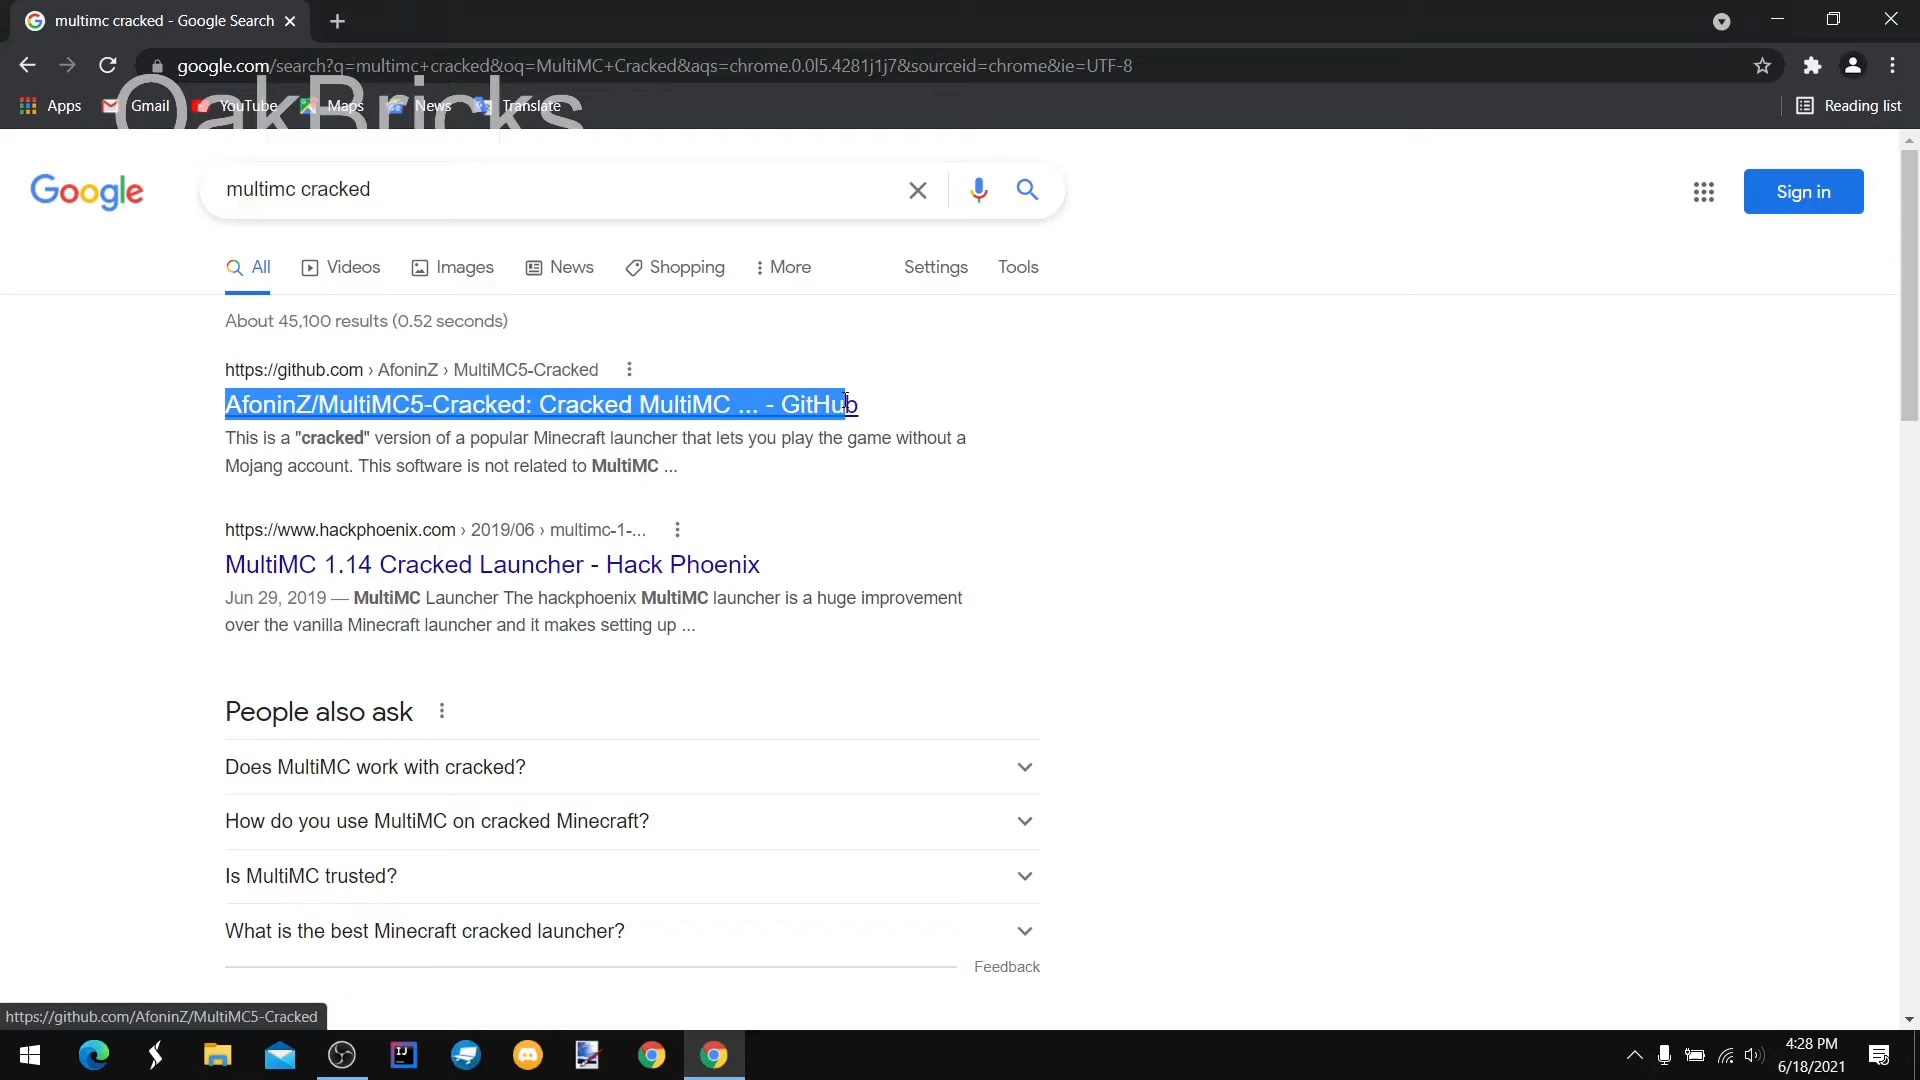 multimc cracked - Google Search
google.com/search?q=multimc+cracked&oq=MultiMC+Cracked&aqs=chrome.0.0l5.4281j1j7&sourceid=chrome&ie=UTF-8
Apps Gmail YouTube Maps News Translate Reading list
OakBricks
Google multimc cracked Sign in
All Videos Images News Shopping More Settings Tools
About 45,100 results (0.52 seconds)
https://github.com › AfoninZ › MultiMC5-Cracked
AfoninZ/MultiMC5-Cracked: Cracked MultiMC ... - GitHub
This is a "cracked" version of a popular Minecraft launcher that lets you play the game without a
Mojang account. This software is not related to MultiMC ...
https://www.hackphoenix.com › 2019/06 › multimc-1-...
MultiMC 1.14 Cracked Launcher - Hack Phoenix
Jun 29, 2019 — MultiMC Launcher The hackphoenix MultiMC launcher is a huge improvement
over the vanilla Minecraft launcher and it makes setting up ...
People also ask
Does MultiMC work with cracked?
How do you use MultiMC on cracked Minecraft?
Is MultiMC trusted?
What is the best Minecraft cracked launcher?
Feedback
https://github.com/AfoninZ/MultiMC5-Cracked
IJ
4:28 PM
6/18/2021